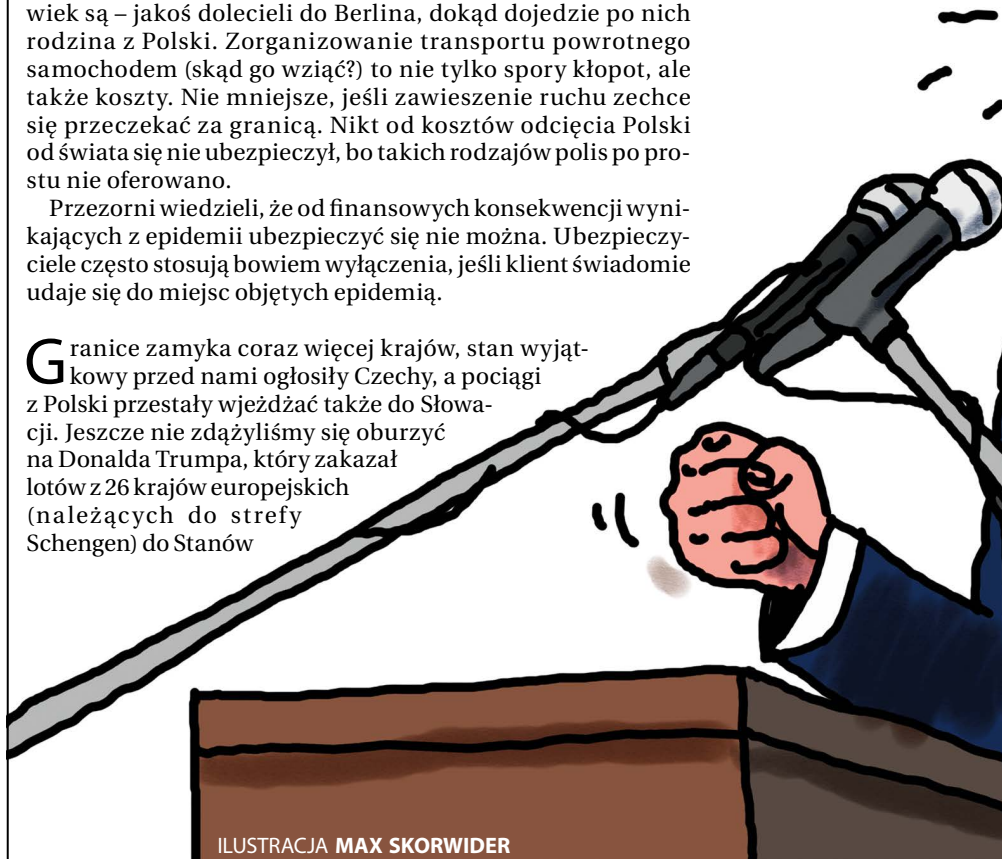 wiek są – jakoś dolecieli do Berlina, dokąd dojedzie po nich
rodzina z Polski. Zorganizowanie transportu powrotnego
samochodem (skąd go wziąć?) to nie tylko spory kłopot, ale
także koszty. Nie mniejsze, jeśli zawieszenie ruchu zechce
się przeczekać za granicą. Nikt od kosztów odcięcia Polski
od świata się nie ubezpieczył, bo takich rodzajów polis po pro-
stu nie oferowano.
Przezorni wiedzieli, że od finansowych konsekwencji wyni-
kających z epidemii ubezpieczyć się nie można. Ubezpieczy-
ciele często stosują bowiem wyłączenia, jeśli klient świadomie
udaje się do miejsc objętych epidemią.
Granice zamyka coraz więcej krajów, stan wyjąt-
kowy przed nami ogłosiły Czechy, a pociągi
z Polski przestały wjeżdżać także do Słowa-
cji. Jeszcze nie zdążyliśmy się oburzyć
na Donalda Trumpa, który zakazał
lotów z 26 krajów europejskich
(należących do strefy
Schengen) do Stanów
ILUSTRACJA MAX SKORWIDER